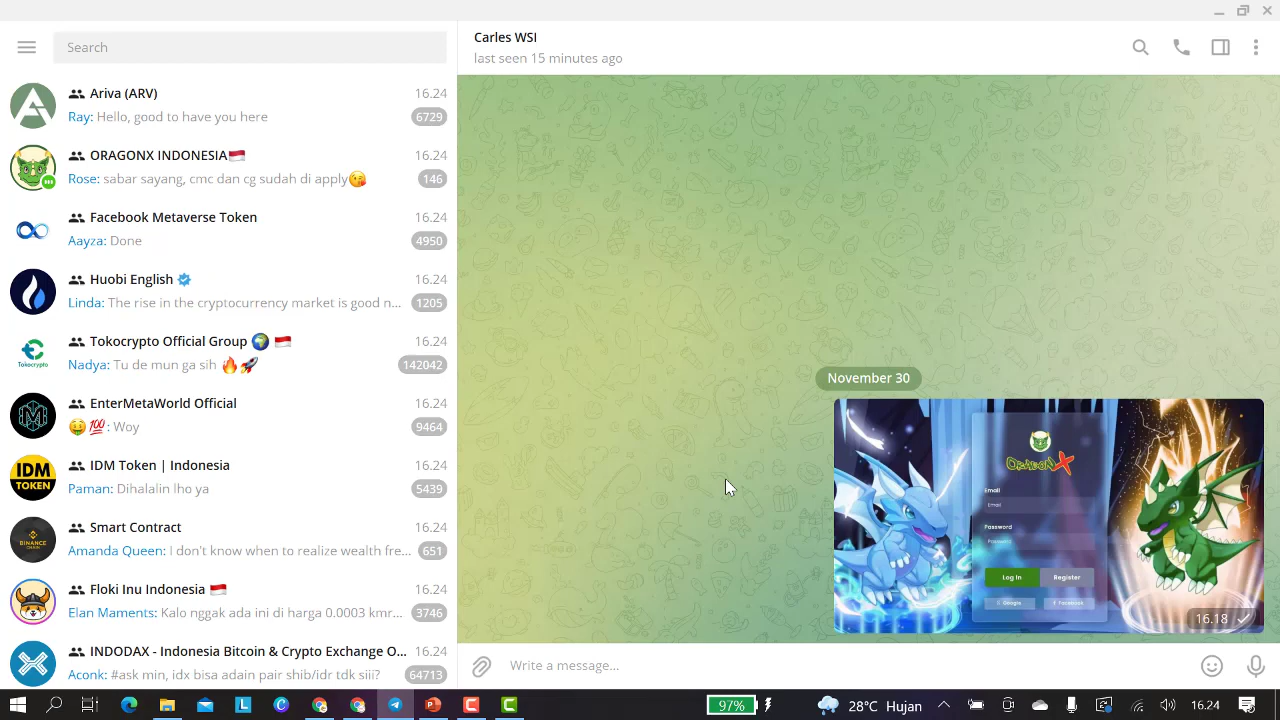 Search
Ariva (ARV)
16.24
Ray: Hello, good to have you here
6729
ORAGONX INDONESIA🇮🇩
16.24
Rose: sabar sayang, cmc dan cg sudah di apply😘
146
Facebook Metaverse Token
16.24
Aayza: Done
4950
Huobi English
16.24
Linda: The rise in the cryptocurrency market is good n...
1205
Tokocrypto Official Group 🌍 🇮🇩
16.24
Nadya: Tu de mun ga sih 🔥🚀
142042
Tokocrypto
EnterMetaWorld Official
16.24
🤑💯: Woy
9464
IDM Token | Indonesia
16.24
Paman: Dihalalin lho ya
5439
IDM
TOKEN
Smart Contract
16.24
Amanda Queen: I don't know when to realize wealth fre...
651
BINANCE
CHAIN
Floki Inu Indonesia 🇮🇩
16.24
Elan Maments: Kalo nggak ada ini di harga 0.0003 kmr...
3746
INDODAX - Indonesia Bitcoin & Crypto Exchange O...
16.24
Aconk: #ask min, idx bisa adain pair shib/idr tdk siii?
64713
Carles WSI
last seen 15 minutes ago
November 30
ORAGONX
Email
Email
Password
Password
Log In
Register
Google
Facebook
16.18
Write a message...
97%
28°C Hujan
16.24